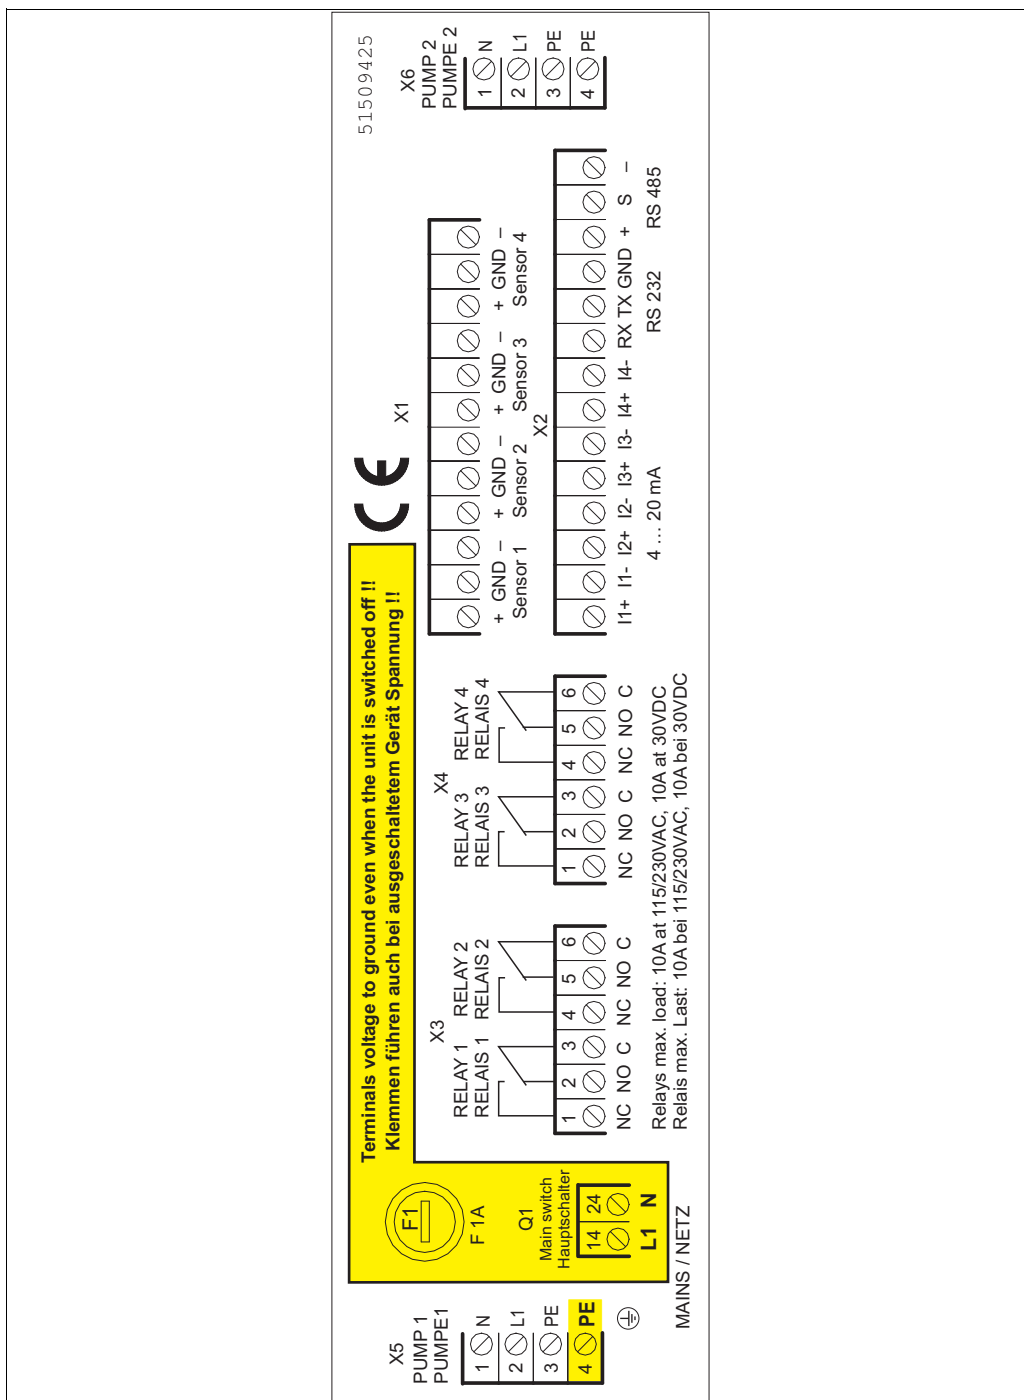 51509425
X6
PUMP 2
PUMPE 2
1 N
2 L1
3 PE
4 PE
X1
+ GND – + GND – + GND – + GND –
Sensor 1 Sensor 2 Sensor 3 Sensor 4
X2
I1+ I1- I2+ I2- I3+ I3- I4+ I4- RX TX GND + S –
4 ... 20 mA RS 232 RS 485
CE
Terminals voltage to ground even when the unit is switched off !!
Klemmen führen auch bei ausgeschaltetem Gerät Spannung !!
X4
RELAY 3 RELAY 4
RELAIS 3 RELAIS 4
1 2 3 4 5 6
NC NO C NC NO C
X3
RELAY 1 RELAY 2
RELAIS 1 RELAIS 2
1 2 3 4 5 6
NC NO C NC NO C
Relays max. load: 10A at 115/230VAC, 10A at 30VDC
Relais max. Last: 10A bei 115/230VAC, 10A bei 30VDC
F1
F 1A
Q1
Main switch
Hauptschalter
14 24
L1 N
MAINS / NETZ
X5
PUMP 1
PUMPE1
1 N
2 L1
3 PE
4 PE